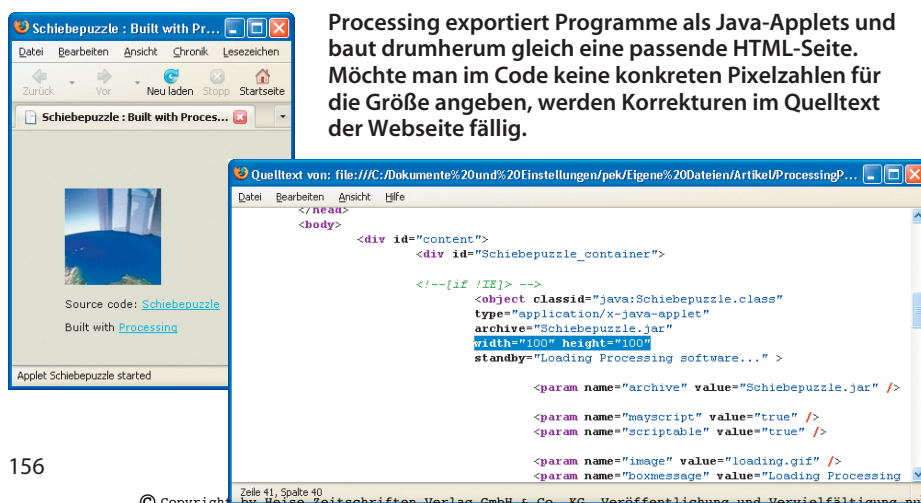 Schiebepuzzle : Built with Pr...
Datei Bearbeiten Ansicht Chronik Lesezeichen
Zurück Vor Neu laden Stopp Startseite
Schiebepuzzle : Built with Proces...
Source code: Schiebepuzzle
Built with Processing
Applet Schiebepuzzle started
Processing exportiert Programme als Java-Applets und
baut drumherum gleich eine passende HTML-Seite.
Möchte man im Code keine konkreten Pixelzahlen für
die Größe angeben, werden Korrekturen im Quelltext
der Webseite fällig.
Quelltext von: file:///C:/Dokumente%20und%20Einstellungen/pek/Eigene%20Dateien/Artikel/ProcessingP...
Datei Bearbeiten Ansicht Hilfe
</head>
<body>
<div id="content">
<div id="Schiebepuzzle_container">
<!--[if !IE]> -->
<object classid="java:Schiebepuzzle.class"
type="application/x-java-applet"
archive="Schiebepuzzle.jar"
width="100" height="100"
standby="Loading Processing software..." >
<param name="archive" value="Schiebepuzzle.jar" />
<param name="mayscript" value="true" />
<param name="scriptable" value="true" />
<param name="image" value="loading.gif" />
<param name="boxmessage" value="Loading Processing
Zeile 41, Spalte 40
156
© Copyright by Heise Zeitschriften Verlag GmbH & Co. KG. Veröffentlichung und Vervielfältigung